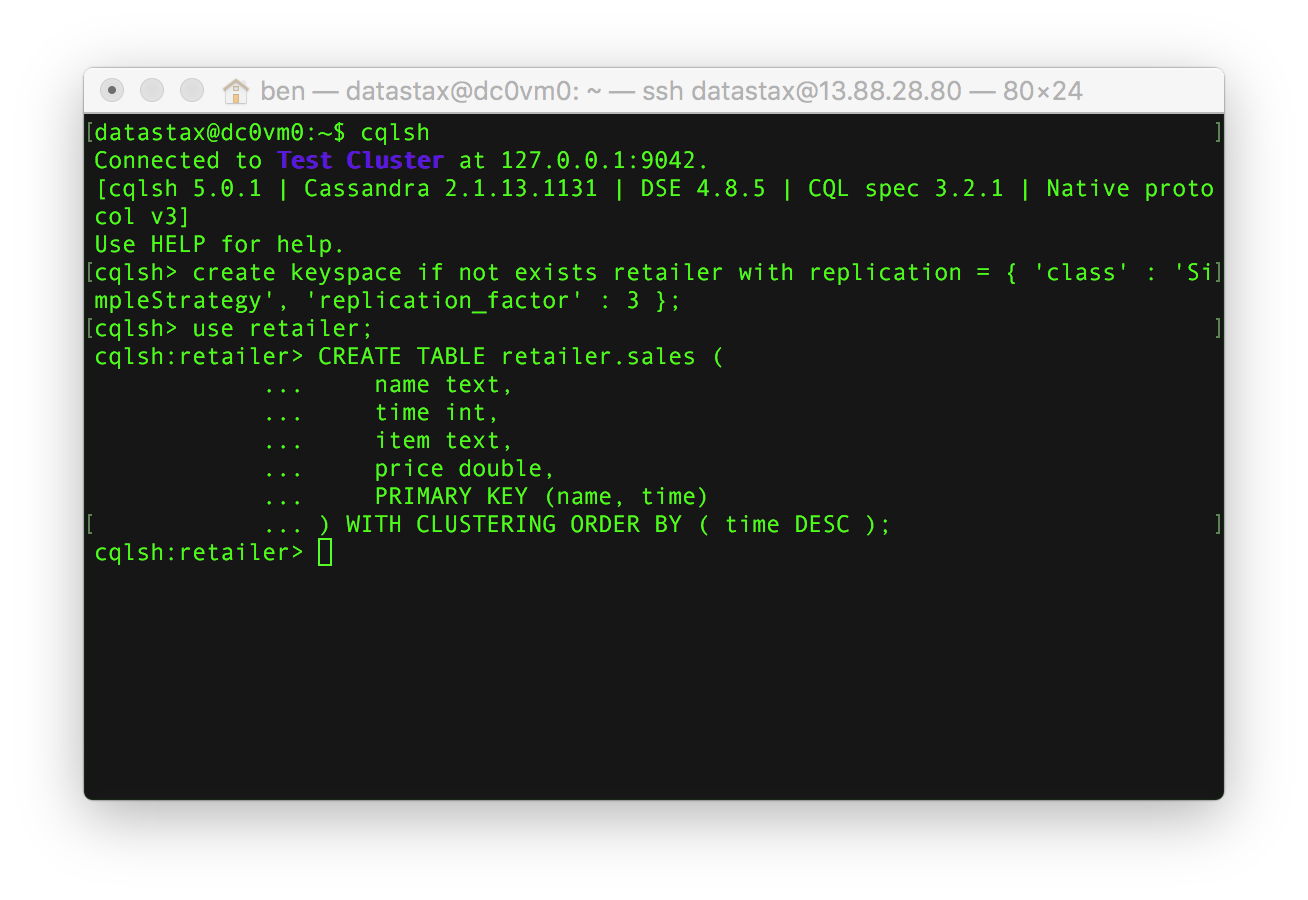 ben — datastax@dc0vm0: ~ — ssh datastax@13.88.28.80 — 80×24
[datastax@dc0vm0:~$ cqlsh ]
Connected to Test Cluster at 127.0.0.1:9042.
[cqlsh 5.0.1 | Cassandra 2.1.13.1131 | DSE 4.8.5 | CQL spec 3.2.1 | Native proto
col v3]
Use HELP for help.
[cqlsh> create keyspace if not exists retailer with replication = { 'class' : 'Si]
mpleStrategy', 'replication_factor' : 3 };
[cqlsh> use retailer; ]
cqlsh:retailer> CREATE TABLE retailer.sales (
            ...     name text,
            ...     time int,
            ...     item text,
            ...     price double,
            ...     PRIMARY KEY (name, time)
[            ... ) WITH CLUSTERING ORDER BY ( time DESC ); ]
cqlsh:retailer>